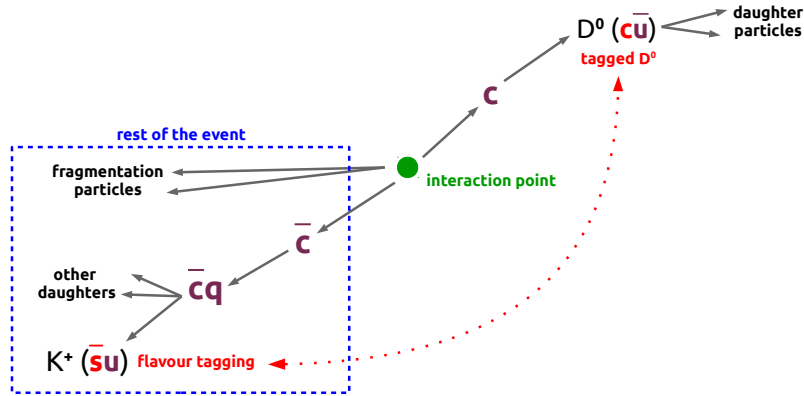 D⁰ (cu̅)
daughter
particles
tagged D⁰
c
rest of the event
fragmentation
particles
interaction point
c̅
other
daughters
c̅q
K⁺ (s̅u) flavour tagging